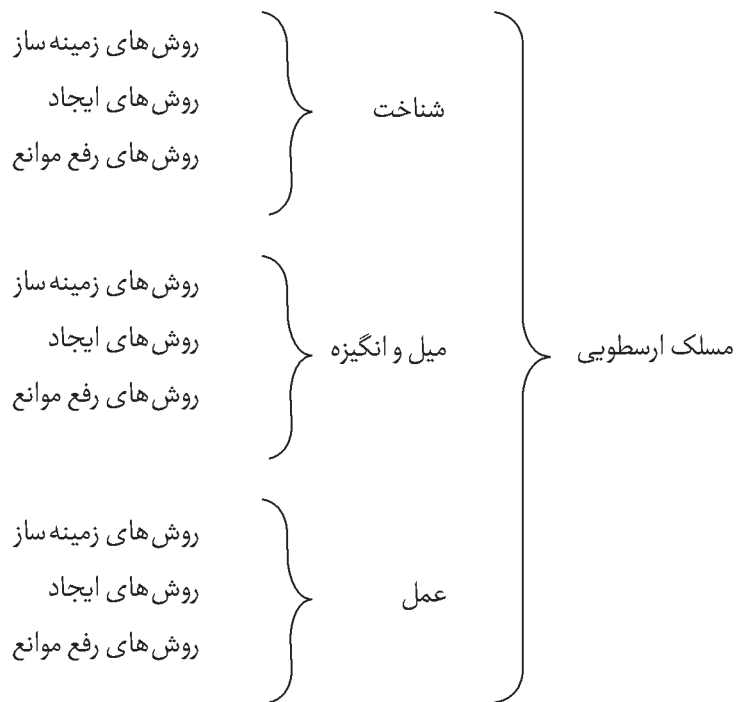 مسلک ارسطویی
شناخت
روش‌های زمینه‌ساز
روش‌های ایجاد
روش‌های رفع موانع
میل و انگیزه
روش‌های زمینه‌ساز
روش‌های ایجاد
روش‌های رفع موانع
عمل
روش‌های زمینه‌ساز
روش‌های ایجاد
روش‌های رفع موانع